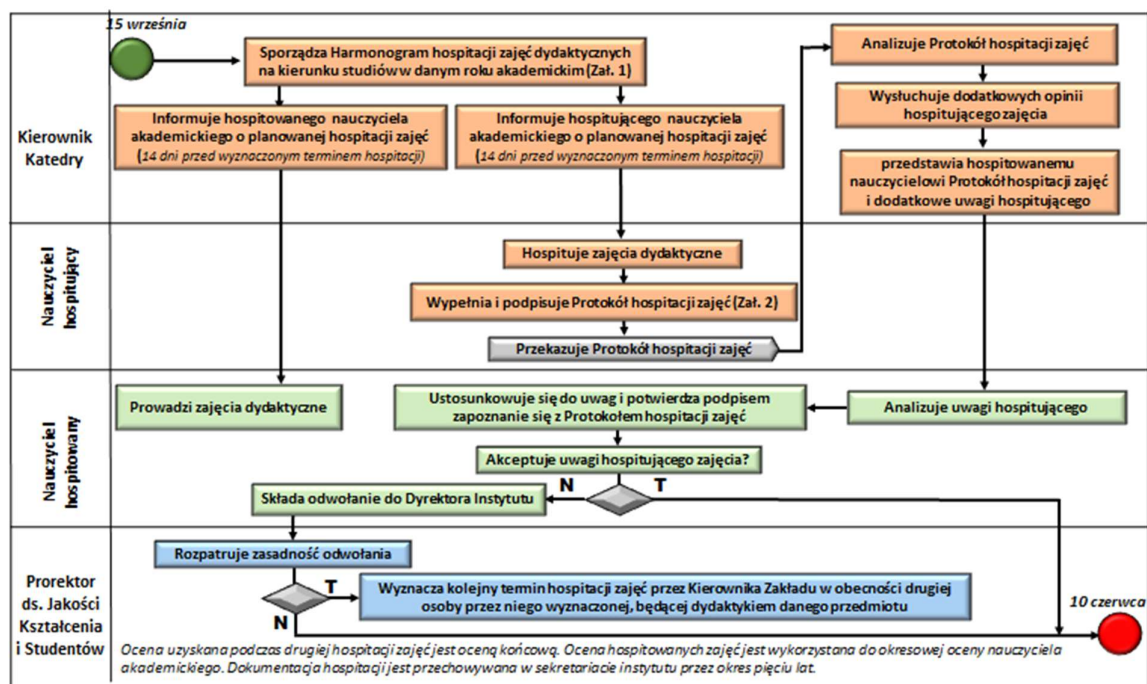 15 września
Kierownik
Katedry
Sporządza Harmonogram hospitacji zajęć dydaktycznych
na kierunku studiów w danym roku akademickim (Zał. 1)
Informuje hospitowanego nauczyciela
akademickiego o planowanej hospitacji zajęć
(14 dni przed wyznaczonym terminem hospitacji)
Informuje hospitującego nauczyciela
akademickiego o planowanej hospitacji zajęć
(14 dni przed wyznaczonym terminem hospitacji)
Analizuje Protokół hospitacji zajęć
Wysłuchuje dodatkowych opinii
hospitującego zajęcia
przedstawia hospitowanemu
nauczycielowi Protokół hospitacji zajęć
i dodatkowe uwagi hospitującego
Nauczyciel
hospitujący
Hospituje zajęcia dydaktyczne
Wypełnia i podpisuje Protokół hospitacji zajęć (Zał. 2)
Przekazuje Protokół hospitacji zajęć
Nauczyciel
hospitowany
Prowadzi zajęcia dydaktyczne
Ustosunkowuje się do uwag i potwierdza podpisem
zapoznanie się z Protokołem hospitacji zajęć
Analizuje uwagi hospitującego
Akceptuje uwagi hospitującego zajęcia?
N
T
Składa odwołanie do Dyrektora Instytutu
Prorektor
ds. Jakości
Kształcenia
i Studentów
Rozpatruje zasadność odwołania
T
N
Wyznacza kolejny termin hospitacji zajęć przez Kierownika Zakładu w obecności drugiej
osoby przez niego wyznaczonej, będącej dydaktykiem danego przedmiotu
10 czerwca
Ocena uzyskana podczas drugiej hospitacji zajęć jest oceną końcową. Ocena hospitowanych zajęć jest wykorzystana do okresowej oceny nauczyciela
akademickiego. Dokumentacja hospitacji jest przechowywana w sekretariacie instytutu przez okres pięciu lat.